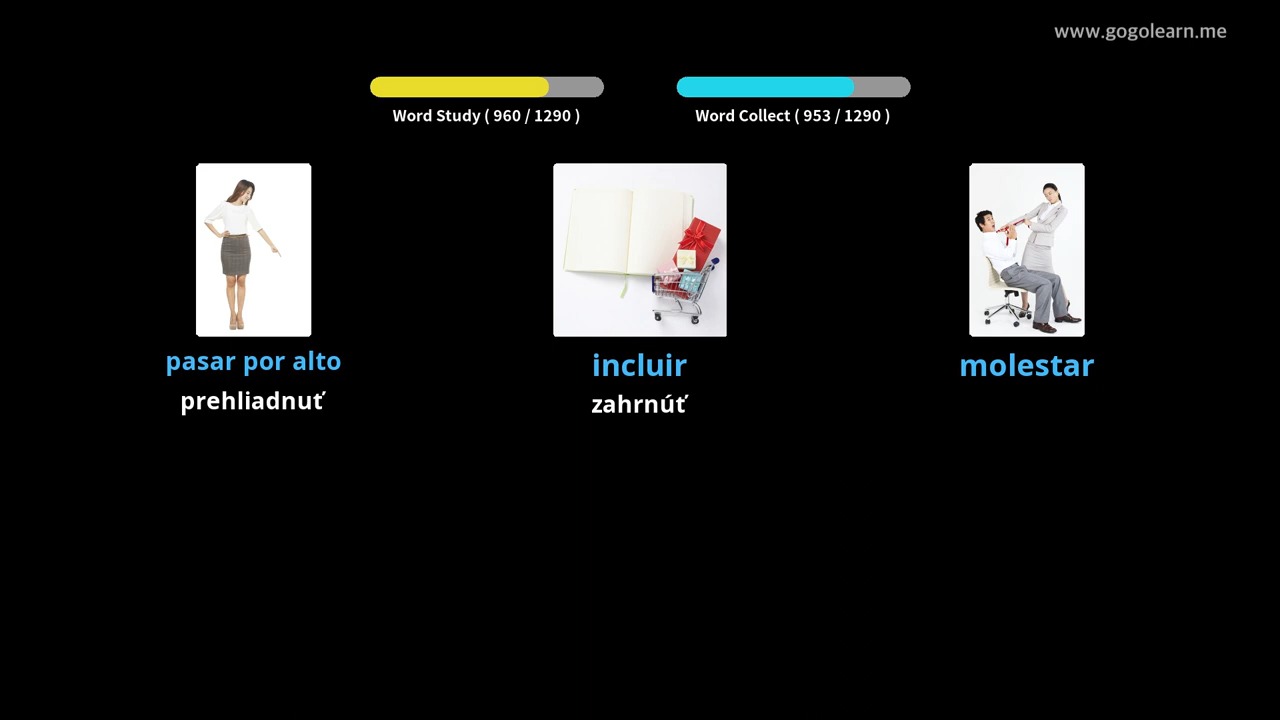 www.gogolearn.me
Word Study ( 960 / 1290 )
Word Collect ( 953 / 1290 )
pasar por alto
incluir
molestar
prehliadnuť
zahrnúť